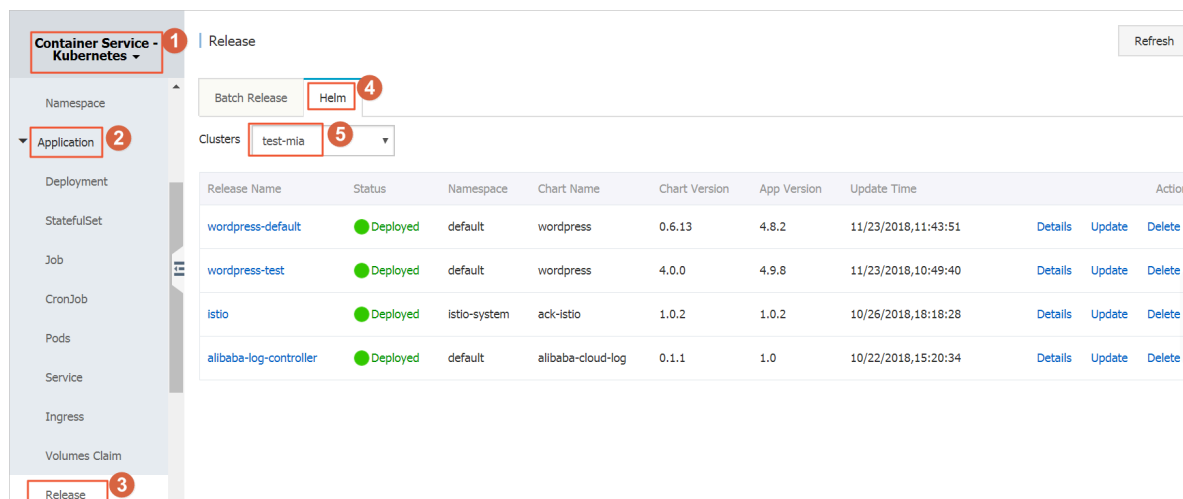 Container Service -
Kubernetes
1
Namespace
Application
2
Deployment
StatefulSet
Job
CronJob
Pods
Service
Ingress
Volumes Claim
Release
3
Release
Refresh
Batch Release
Helm
4
Clusters
test-mia
5
Release Name Status Namespace Chart Name Chart Version App Version Update Time
wordpress-default Deployed default wordpress 0.6.13 4.8.2 11/23/2018,11:43:51 Details Update Delete
wordpress-test Deployed default wordpress 4.0.0 4.9.8 11/23/2018,10:49:40 Details Update Delete
istio Deployed istio-system ack-istio 1.0.2 1.0.2 10/26/2018,18:18:28 Details Update Delete
alibaba-log-controller Deployed default alibaba-cloud-log 0.1.1 1.0 10/22/2018,15:20:34 Details Update Delete